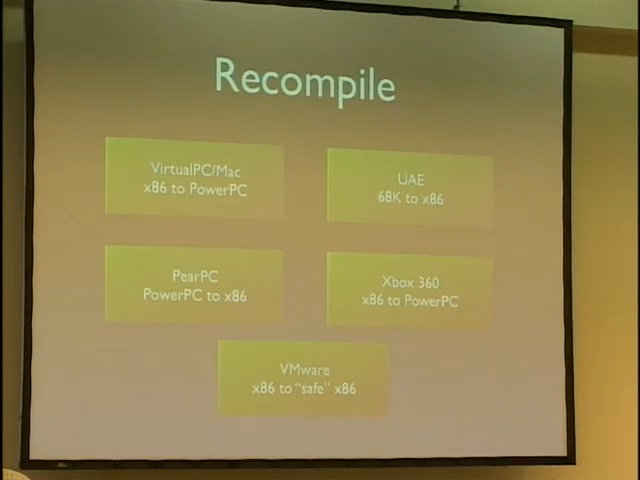 Recompile
VirtualPC/Mac
x86 to PowerPC
UAE
68K to x86
PearPC
PowerPC to x86
Xbox 360
x86 to PowerPC
VMware
x86 to "safe" x86